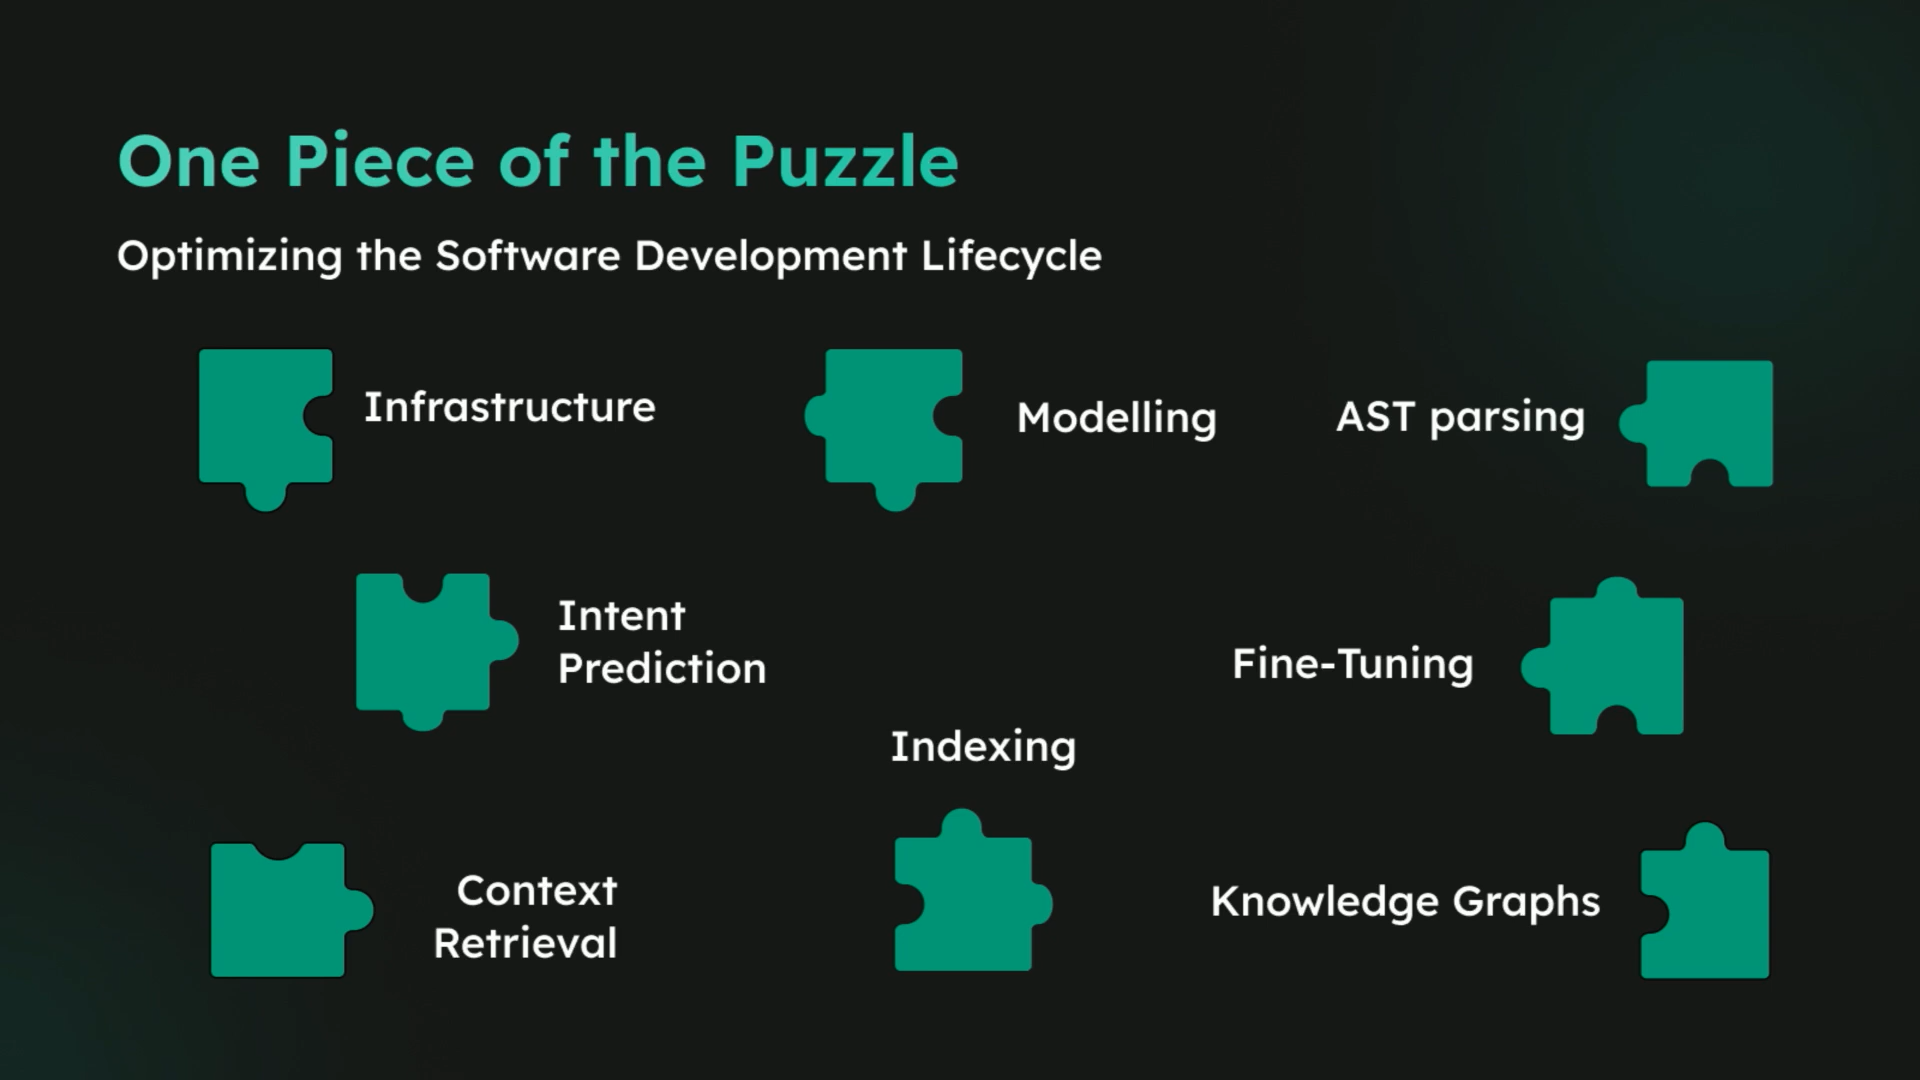 One Piece of the Puzzle
Optimizing the Software Development Lifecycle
Infrastructure
Modelling
AST parsing
Intent
Prediction
Fine-Tuning
Indexing
Context
Retrieval
Knowledge Graphs